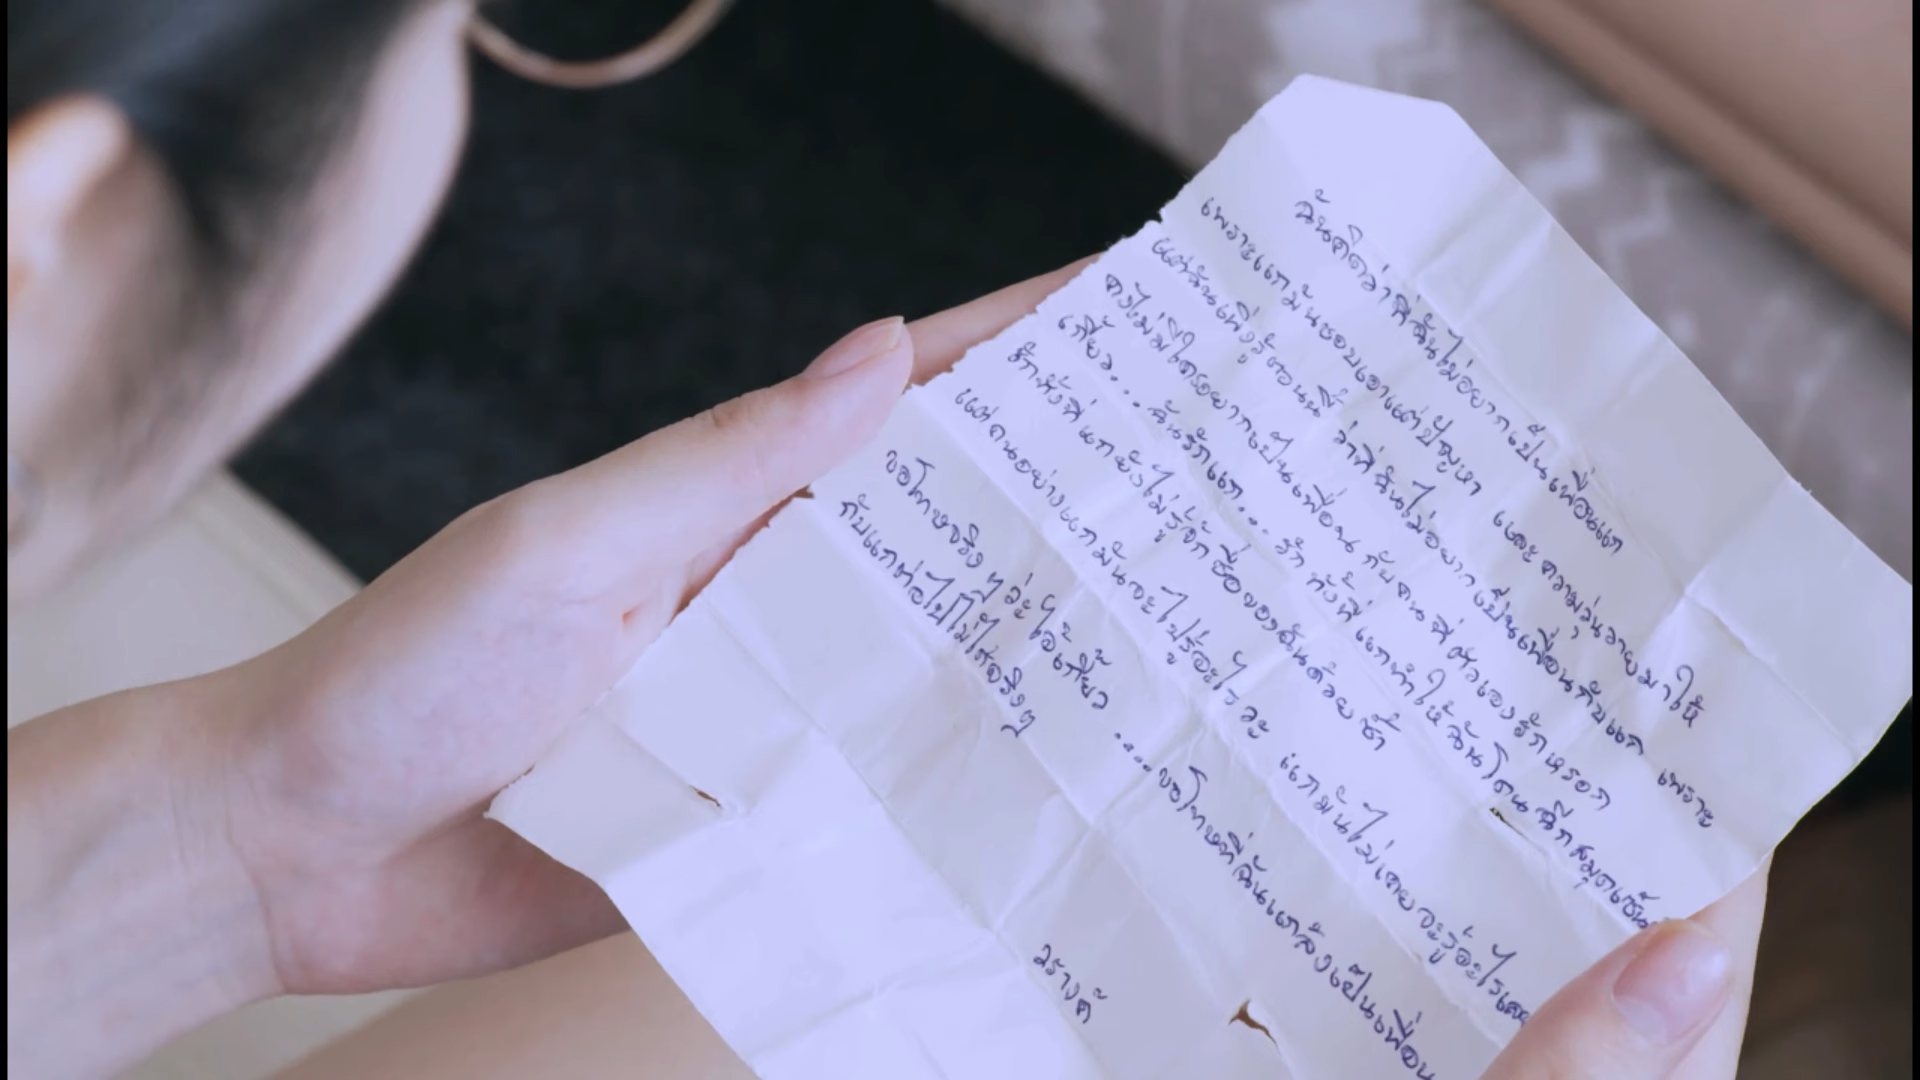 ฉันคิดว่าที่ฉันไม่อยากเป็นเพื่อนแก
เพราะแกมันชอบเอาแต่ปัญหา และความวุ่นวายมาให้
แต่ฉันเพิ่งรู้ตอนนี้ ว่าที่ฉันไม่อยากเป็นเพื่อนกับแก เพราะ
คงไม่มีใครอยากเป็นเพื่อน กับคนที่ตัวเองรักหรอก
เกี๊ยว... ฉันรักแก... รัก ทั้งที่แกทำให้ฉันโดนฉีกสมุดเซ็น
รักทั้งที่แกยังไม่รู้จักชื่อของฉันด้วยซ้ำ
แต่คนอย่างแกมันจะไปรู้อะไรวะ แกมันไม่เคยจะรู้อะไรเลย
ขอโทษจริง ๆ ว่ะ ไอ้เกี๊ยว .... ขอโทษที่ฉันแกล้งเป็นเพื่อน
กับแกต่อไปไม่ไหวจริงๆ
วรางค์